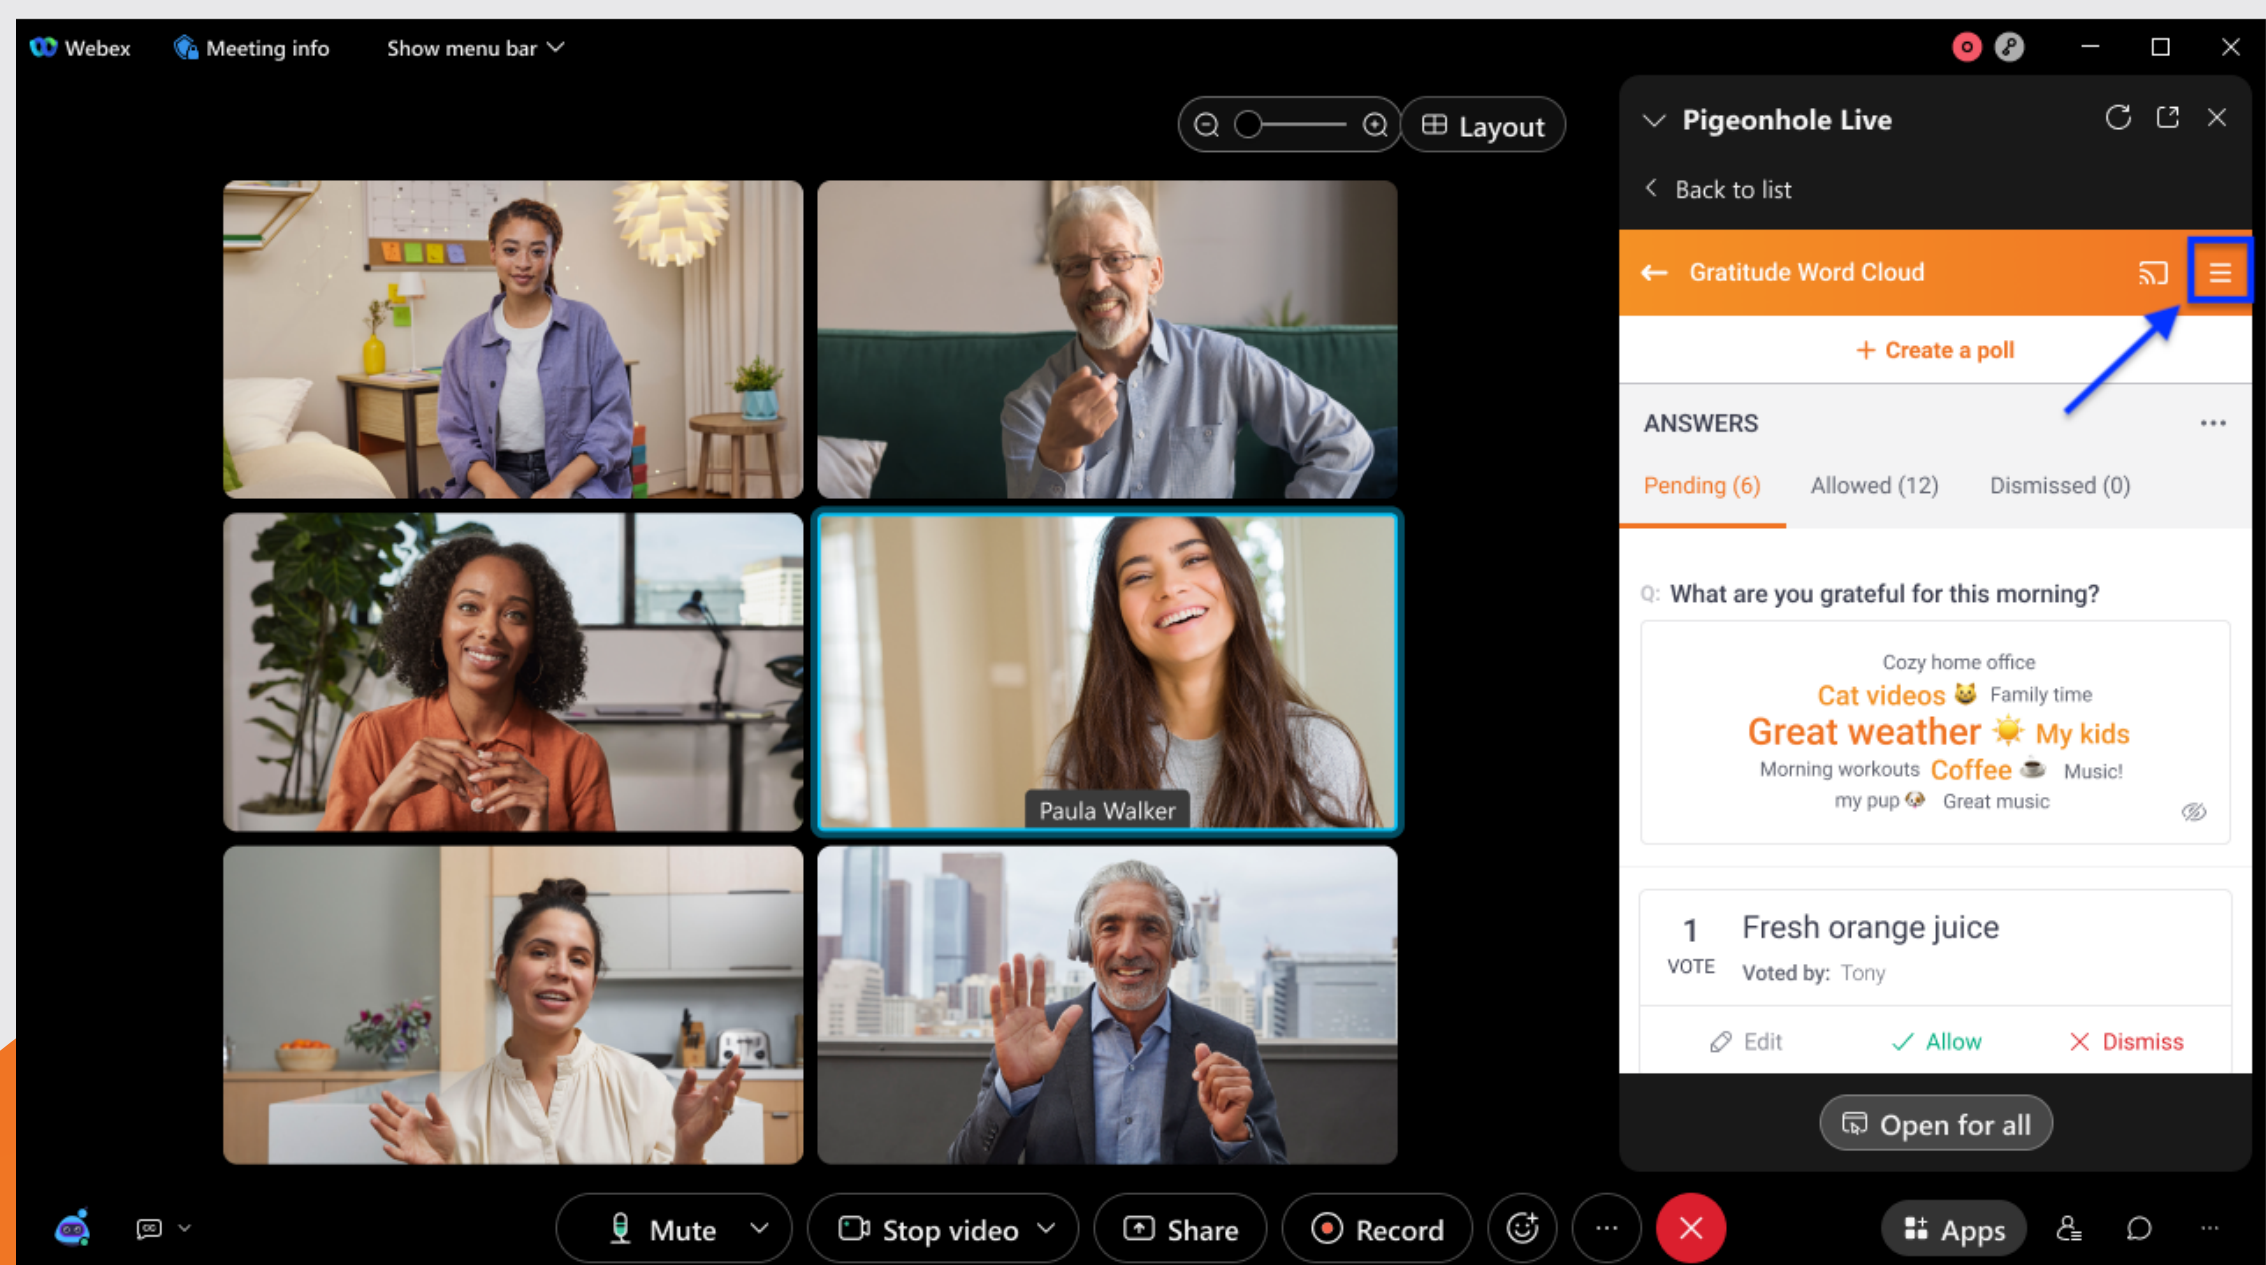 Webex
Meeting info
Show menu bar
Layout
Pigeonhole Live
Back to list
Gratitude Word Cloud
+ Create a poll
ANSWERS
Pending (6) Allowed (12) Dismissed (0)
Q: What are you grateful for this morning?
Cozy home office
Cat videos 😺 Family time
Great weather ☀️ My kids
Morning workouts Coffee ☕ Music!
my pup 🐶 Great music
1
VOTE
Fresh orange juice
Voted by: Tony
Edit Allow Dismiss
Open for all
Paula Walker
CC
Mute
Stop video
Share
Record
Apps